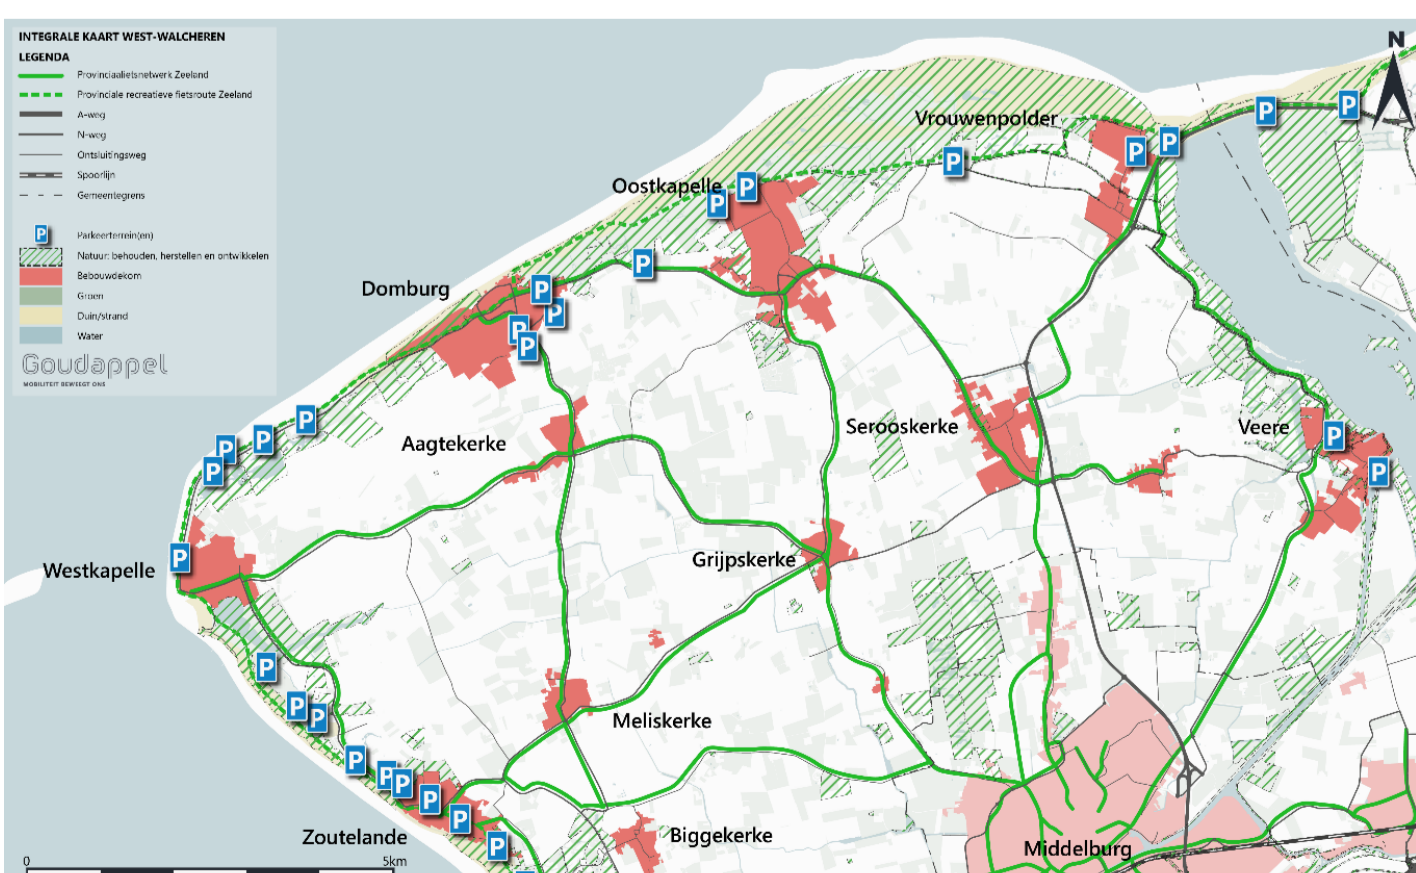 INTEGRALE KAART WEST-WALCHEREN
LEGENDA
Provinciaalfietsnetwerk Zeeland
Provinciale recreatieve fietsroute Zeeland
A-weg
N-weg
Ontsluitingsweg
Spoorlijn
Gemeentegrens
P Parkeerterrein(en)
Natuur: behouden, herstellen en ontwikkelen
Bebouwdekom
Groen
Duin/strand
Water
Goudappel
MOBILITEIT BEWEEGT ONS
N
P
P
P
Vrouwenpolder
P
P
P
Oostkapelle
P
P
Domburg
P
P
P
P
P
Aagtekerke
P
P
P
P
Serooskerke
Veere
P
P
Westkapelle
P
Grijpskerke
P
P
P
Meliskerke
P
P
P
P
P
P
Zoutelande
Biggekerke
Middelburg
0
5km